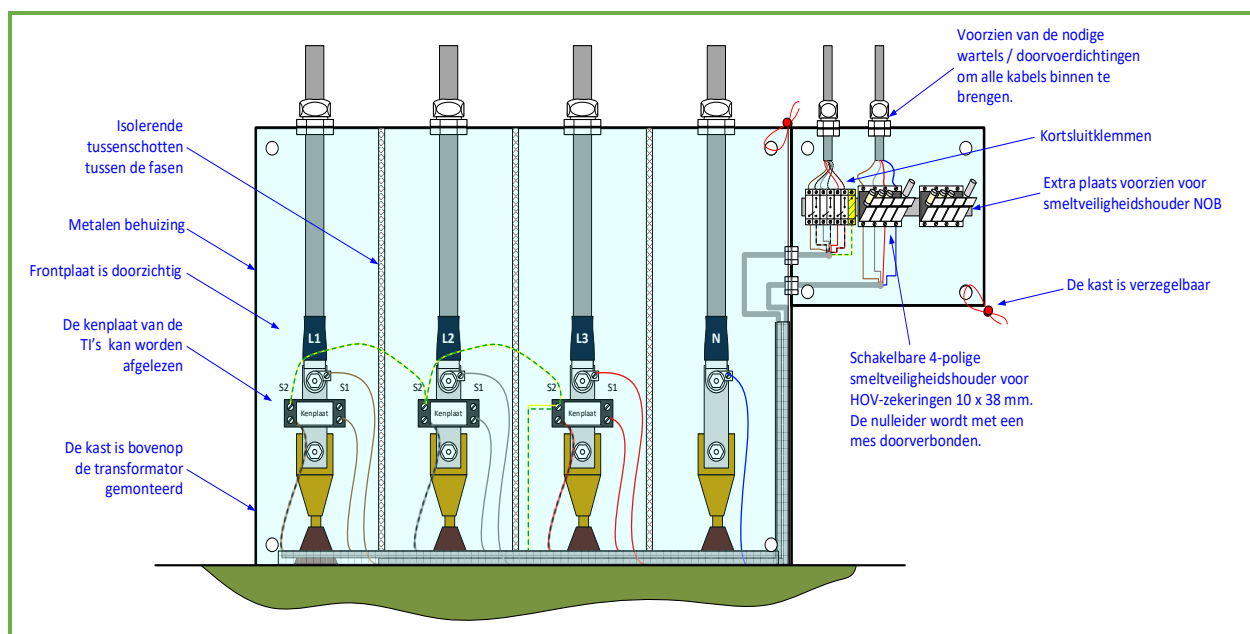 Voorzien van de nodige
wartels / doorvoerdichtingen
om alle kabels binnen te
brengen.
Isolerende
tussenschotten
tussen de fasen
Kortsluitklemmen
Extra plaats voorzien voor
smeltveiligheidshouder NOB
Metalen behuizing
Frontplaat is doorzichtig
De kast is verzegelbaar
De kenplaat van de
TI's kan worden
afgelezen
L1
L2
L3
N
Schakelbare 4-polige
smeltveiligheidshouder voor
HOV-zekeringen 10 x 38 mm.
De nulleider wordt met een
mes doorverbonden.
S2
S1
S2
S1
S2
S1
Kenplaat
Kenplaat
Kenplaat
De kast is bovenop
de transformator
gemonteerd